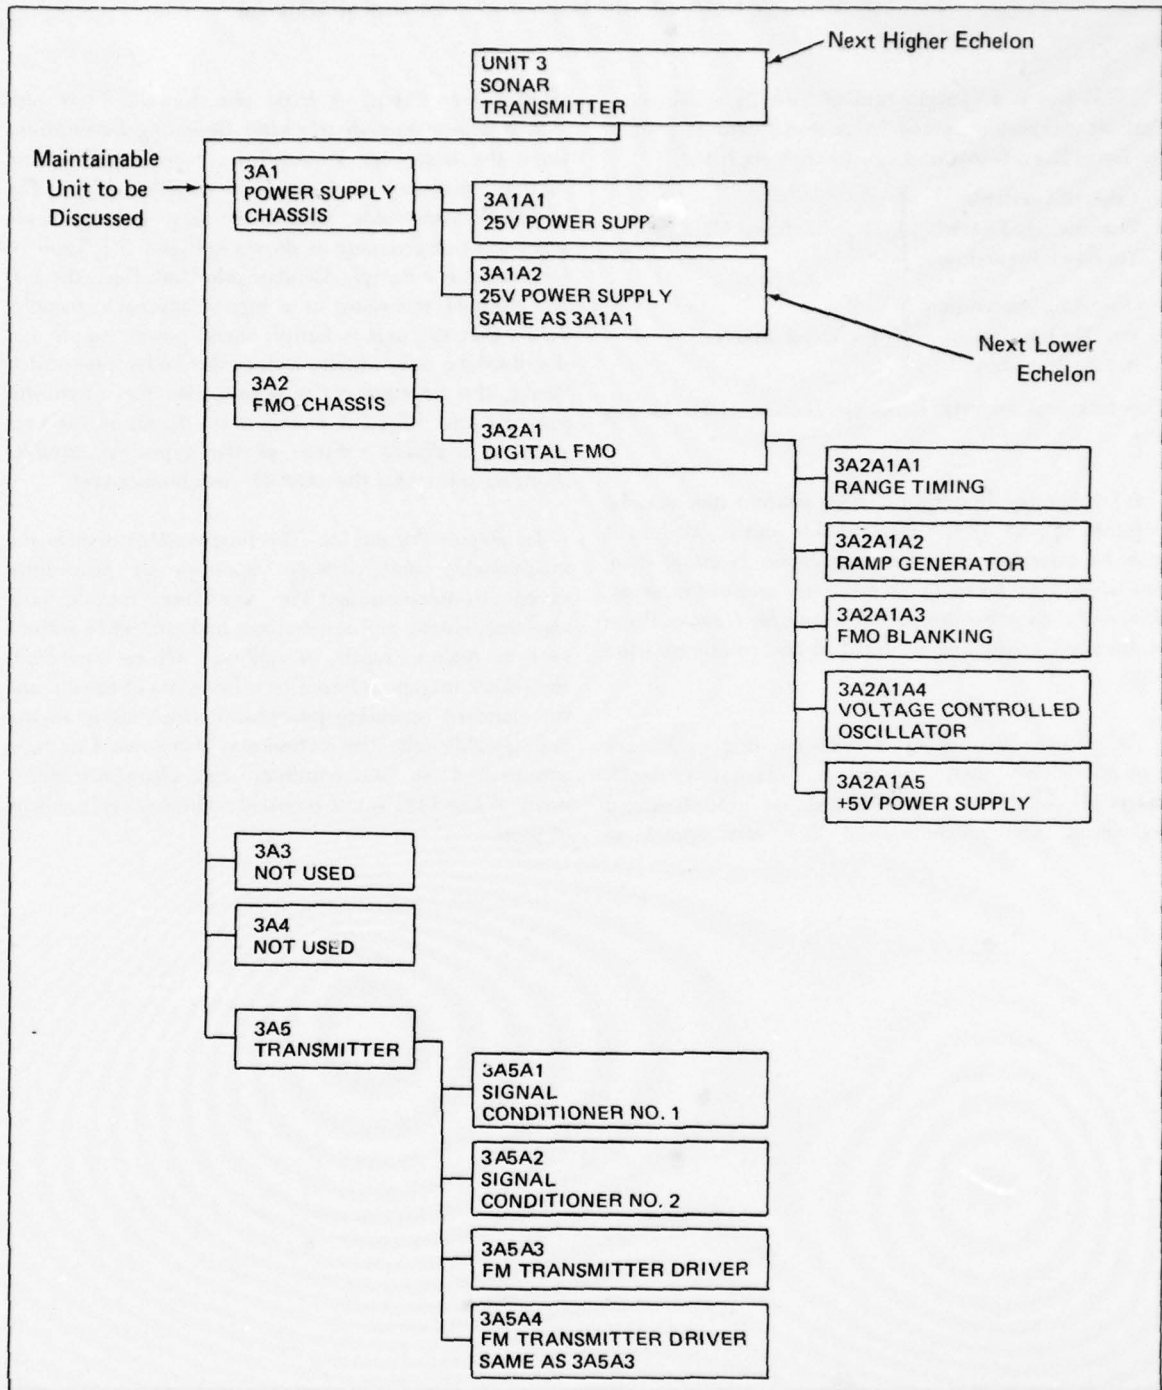 Next Higher Echelon
UNIT 3
SONAR
TRANSMITTER
Maintainable
Unit to be
Discussed
3A1
POWER SUPPLY
CHASSIS
3A1A1
25V POWER SUPP
3A1A2
25V POWER SUPPLY
SAME AS 3A1A1
Next Lower
Echelon
3A2
FMO CHASSIS
3A2A1
DIGITAL FMO
3A2A1A1
RANGE TIMING
3A2A1A2
RAMP GENERATOR
3A2A1A3
FMO BLANKING
3A2A1A4
VOLTAGE CONTROLLED
OSCILLATOR
3A2A1A5
+5V POWER SUPPLY
3A3
NOT USED
3A4
NOT USED
3A5
TRANSMITTER
3A5A1
SIGNAL
CONDITIONER NO. 1
3A5A2
SIGNAL
CONDITIONER NO. 2
3A5A3
FM TRANSMITTER DRIVER
3A5A4
FM TRANSMITTER DRIVER
SAME AS 3A5A3